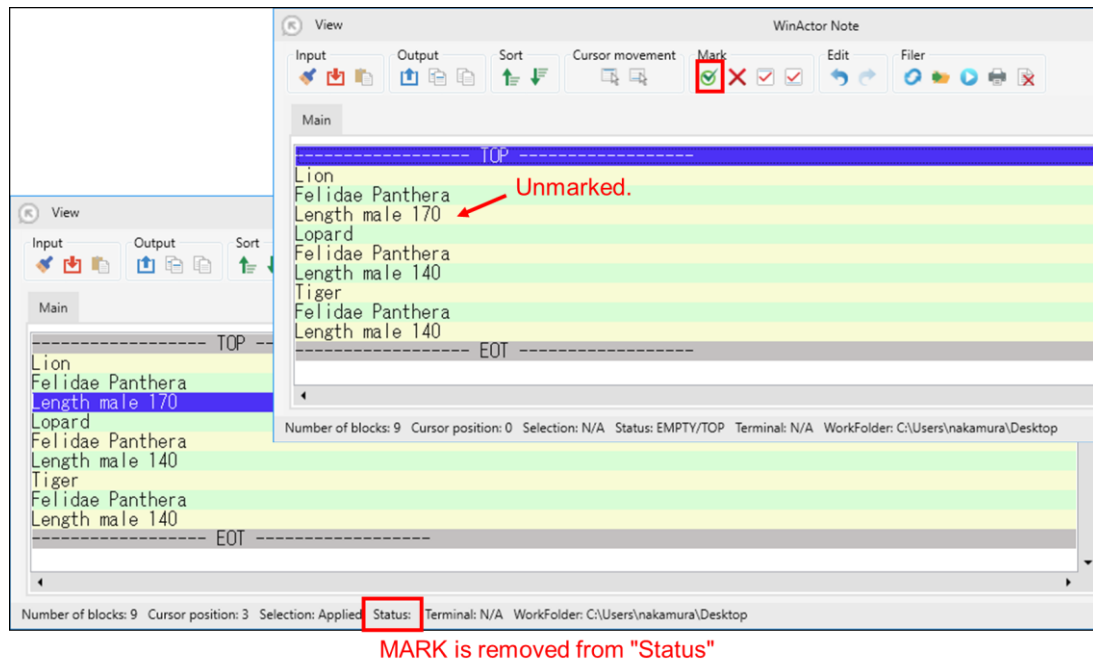 View
WinActor Note
Input Output Sort Cursor movement Mark Edit Filer
Main
------------------ TOP ------------------
Lion
Felidae Panthera
Unmarked.
Length male 170
Lopard
Felidae Panthera
Length male 140
Tiger
Felidae Panthera
Length male 140
------------------ EOT ------------------
Number of blocks: 9 Cursor position: 0 Selection: N/A Status: EMPTY/TOP Terminal: N/A WorkFolder: C:\Users\nakamura\Desktop
View
Input Output Sort
Main
------------------ TOP --
Lion
Felidae Panthera
Length male 170
Lopard
Felidae Panthera
Length male 140
Tiger
Felidae Panthera
Length male 140
------------------ EOT ------------------
Number of blocks: 9 Cursor position: 3 Selection: Applied Status: Terminal: N/A WorkFolder: C:\Users\nakamura\Desktop
MARK is removed from "Status"